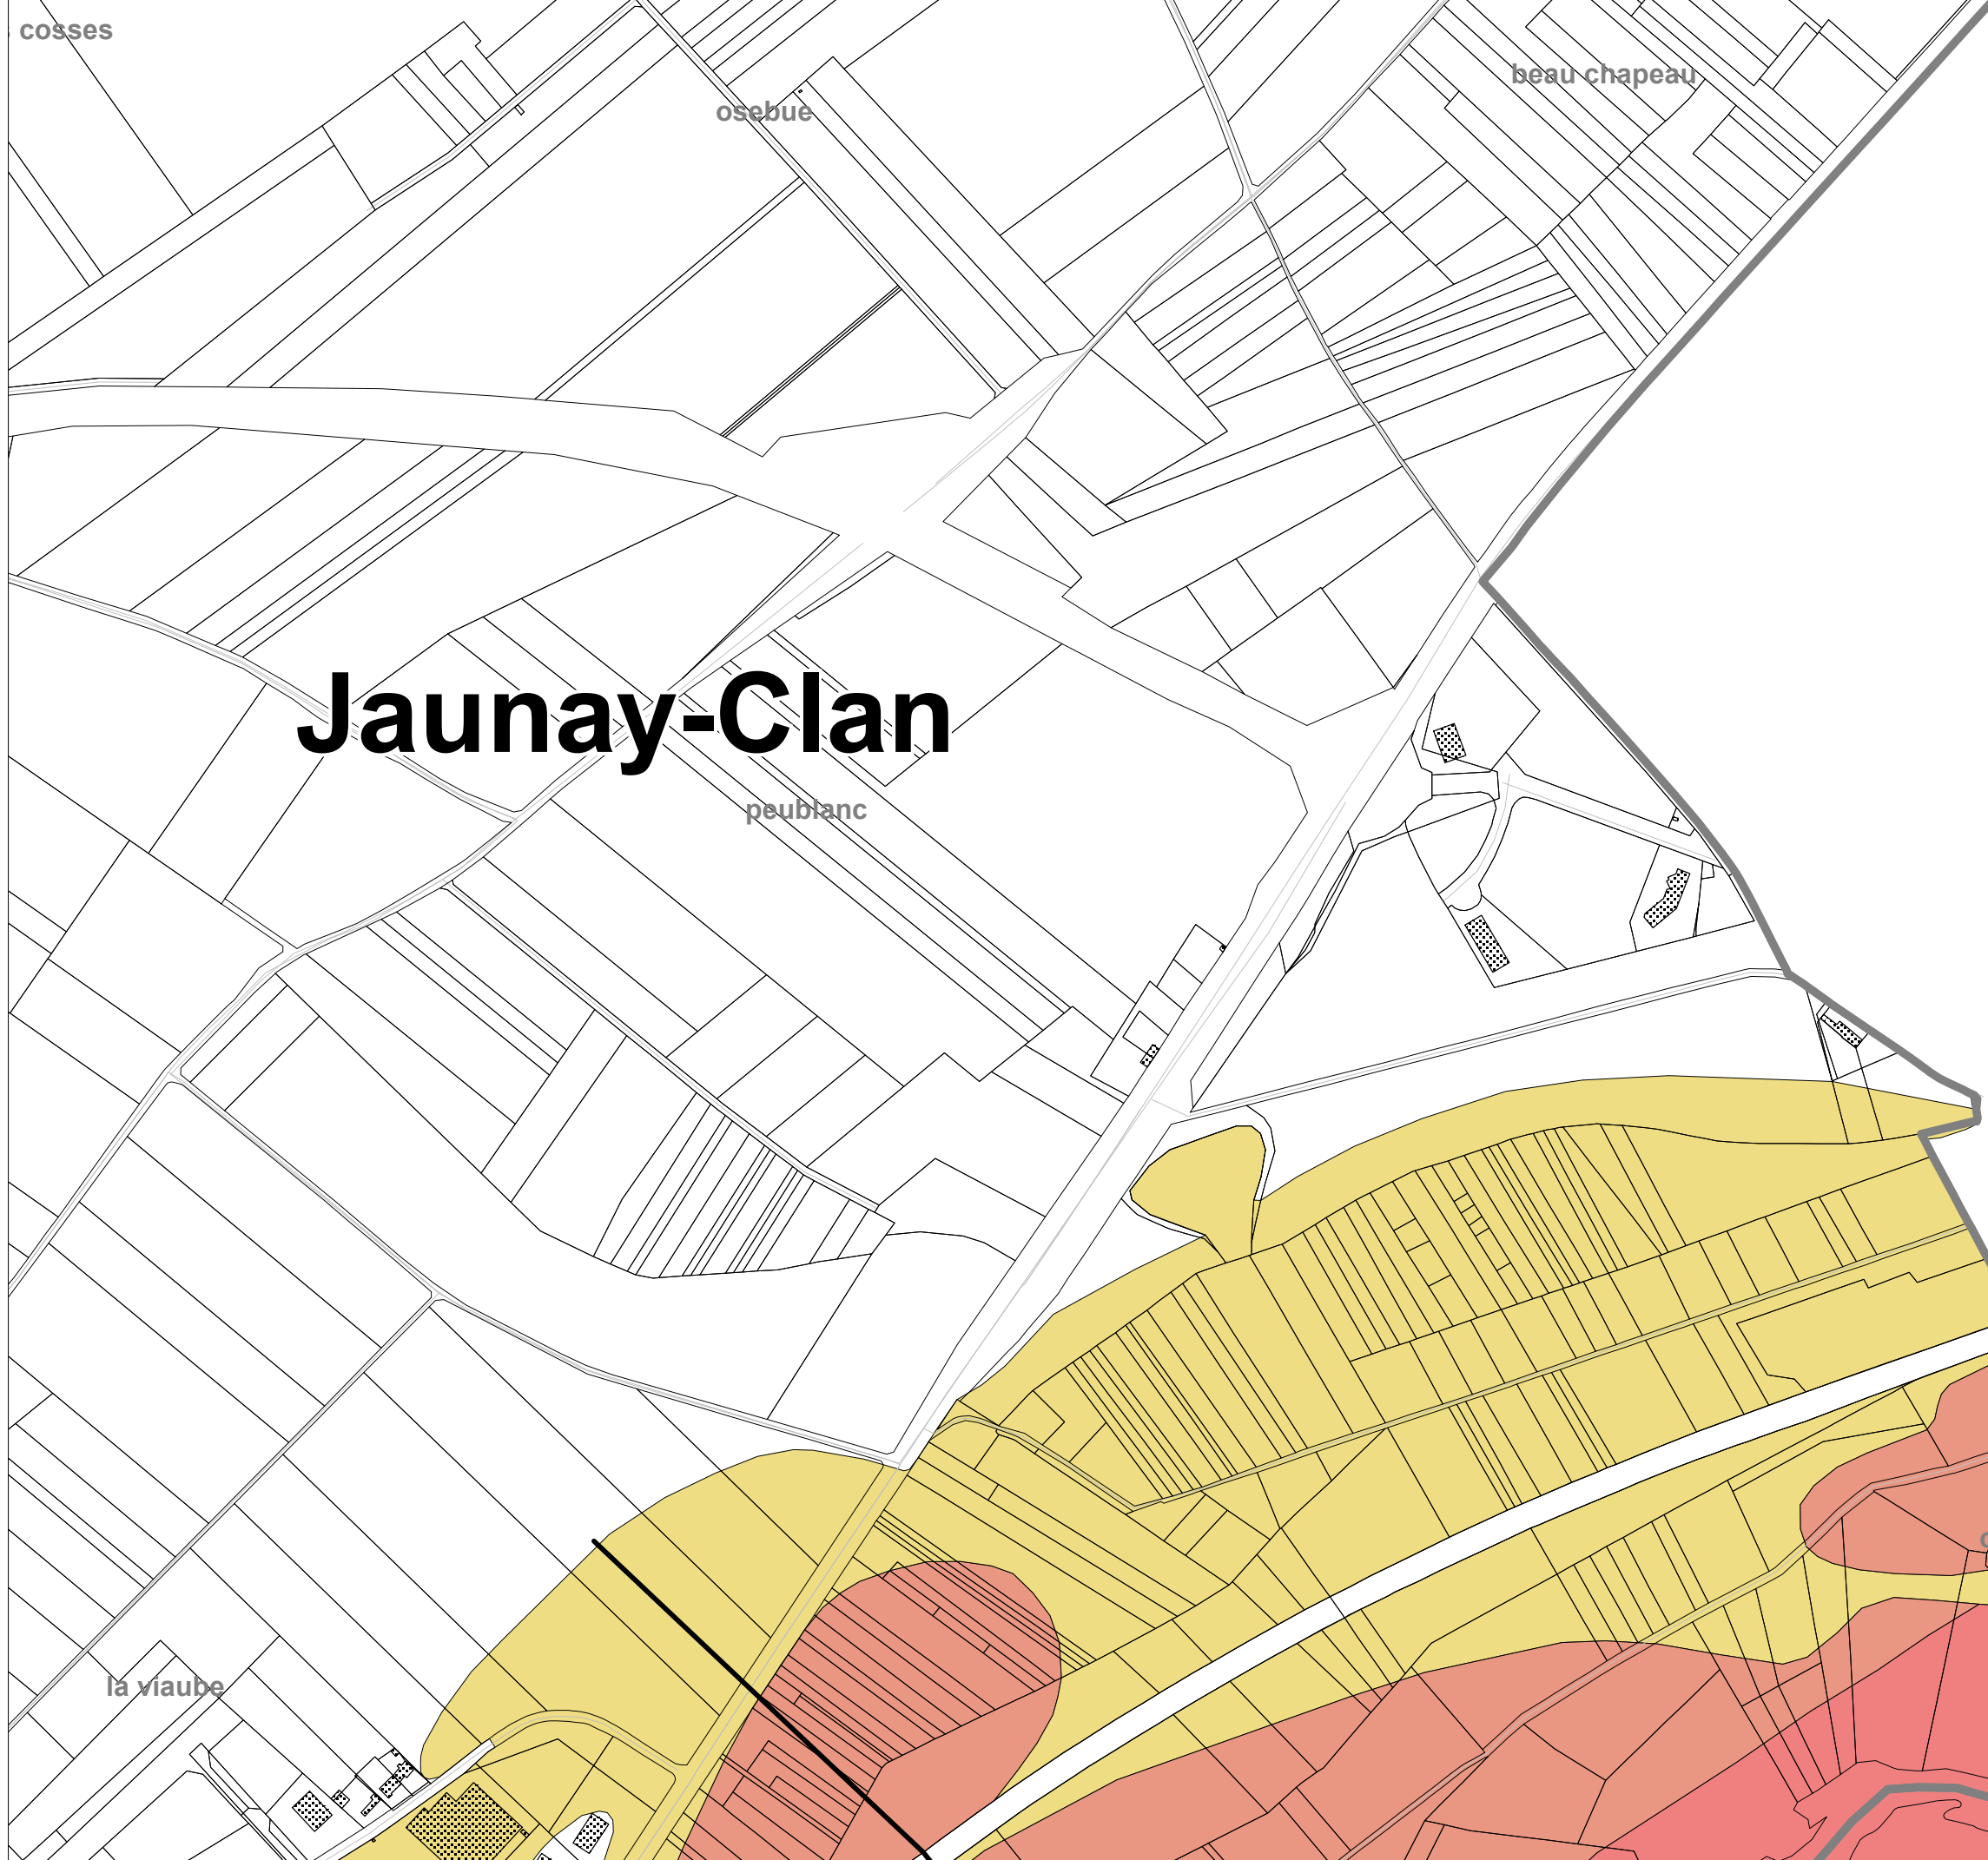 cosses
beau chapeau
osebue
Jaunay-Clan
peublanc
la viaube